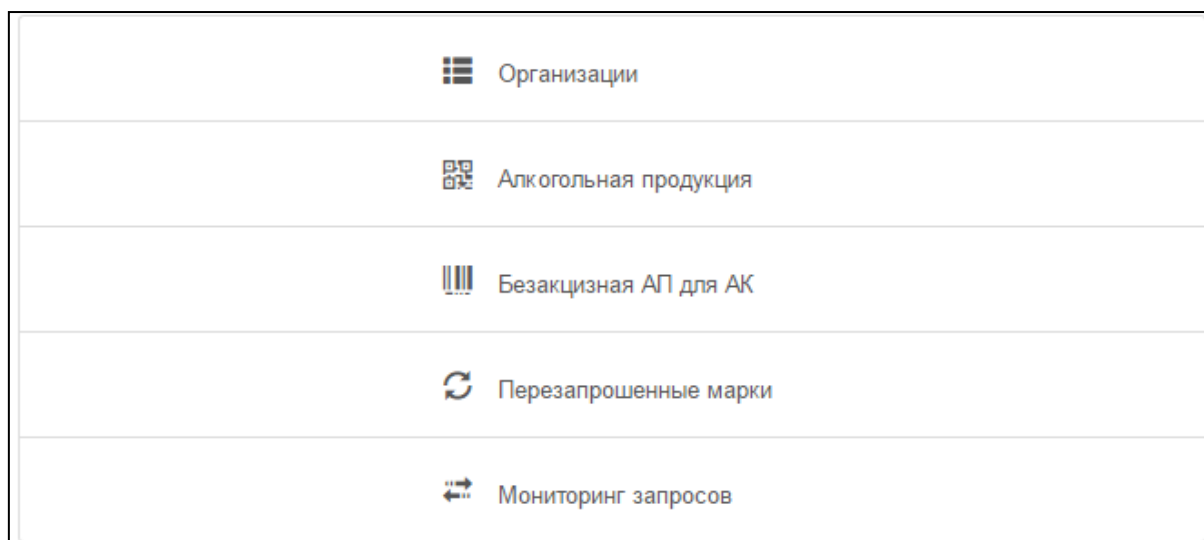 Организации
Алкогольная продукция
Безакцизная АП для АК
Перезапрошенные марки
Мониторинг запросов